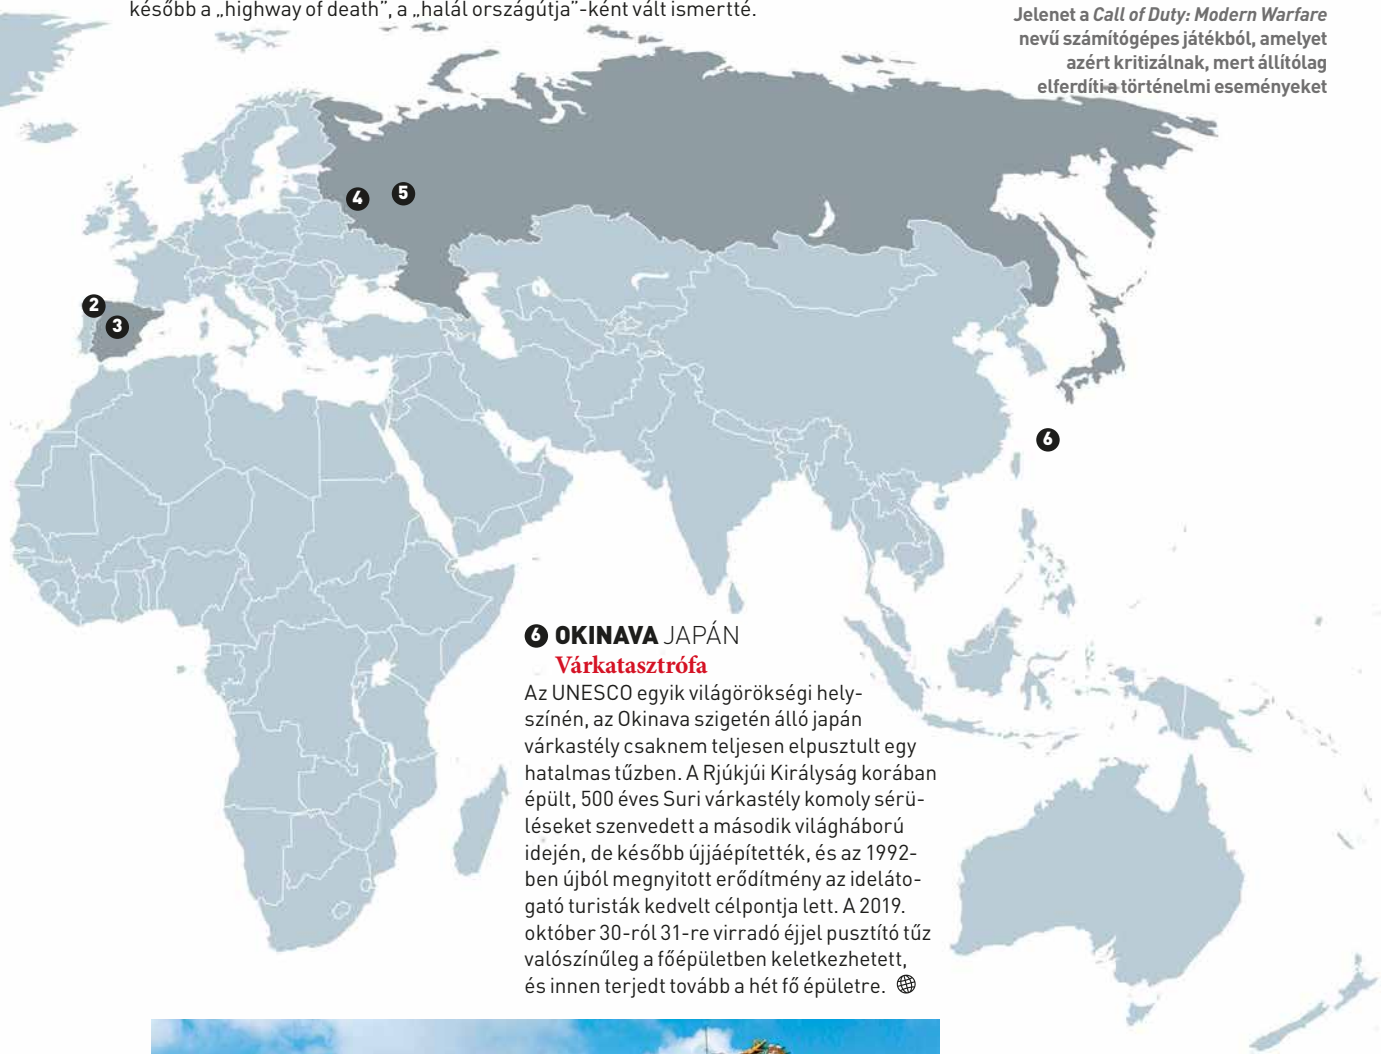 később a „highway of death”, a „halál országútja”-ként vált ismertté.
Jelenet a Call of Duty: Modern Warfare
nevű számítógépes játékból, amelyet
azért kritizálnak, mert állítólag
elferdíti a történelmi eseményeket
4
5
2
3
6
6 OKINAVA JAPÁN
Várkatasztrófa
Az UNESCO egyik világörökségi hely-
színén, az Okinava szigetén álló japán
várkastély csaknem teljesen elpusztult egy
hatalmas tűzben. A Rjúkjúi Királyság korában
épült, 500 éves Suri várkastély komoly sérü-
léseket szenvedett a második világháború
idején, de később újjáépítették, és az 1992-
ben újból megnyitott erődítmény az ideláto-
gató turisták kedvelt célpontja lett. A 2019.
október 30-ról 31-re virradó éjjel pusztító tűz
valószínűleg a főépületben keletkezhetett,
és innen terjedt tovább a hét fő épületre.